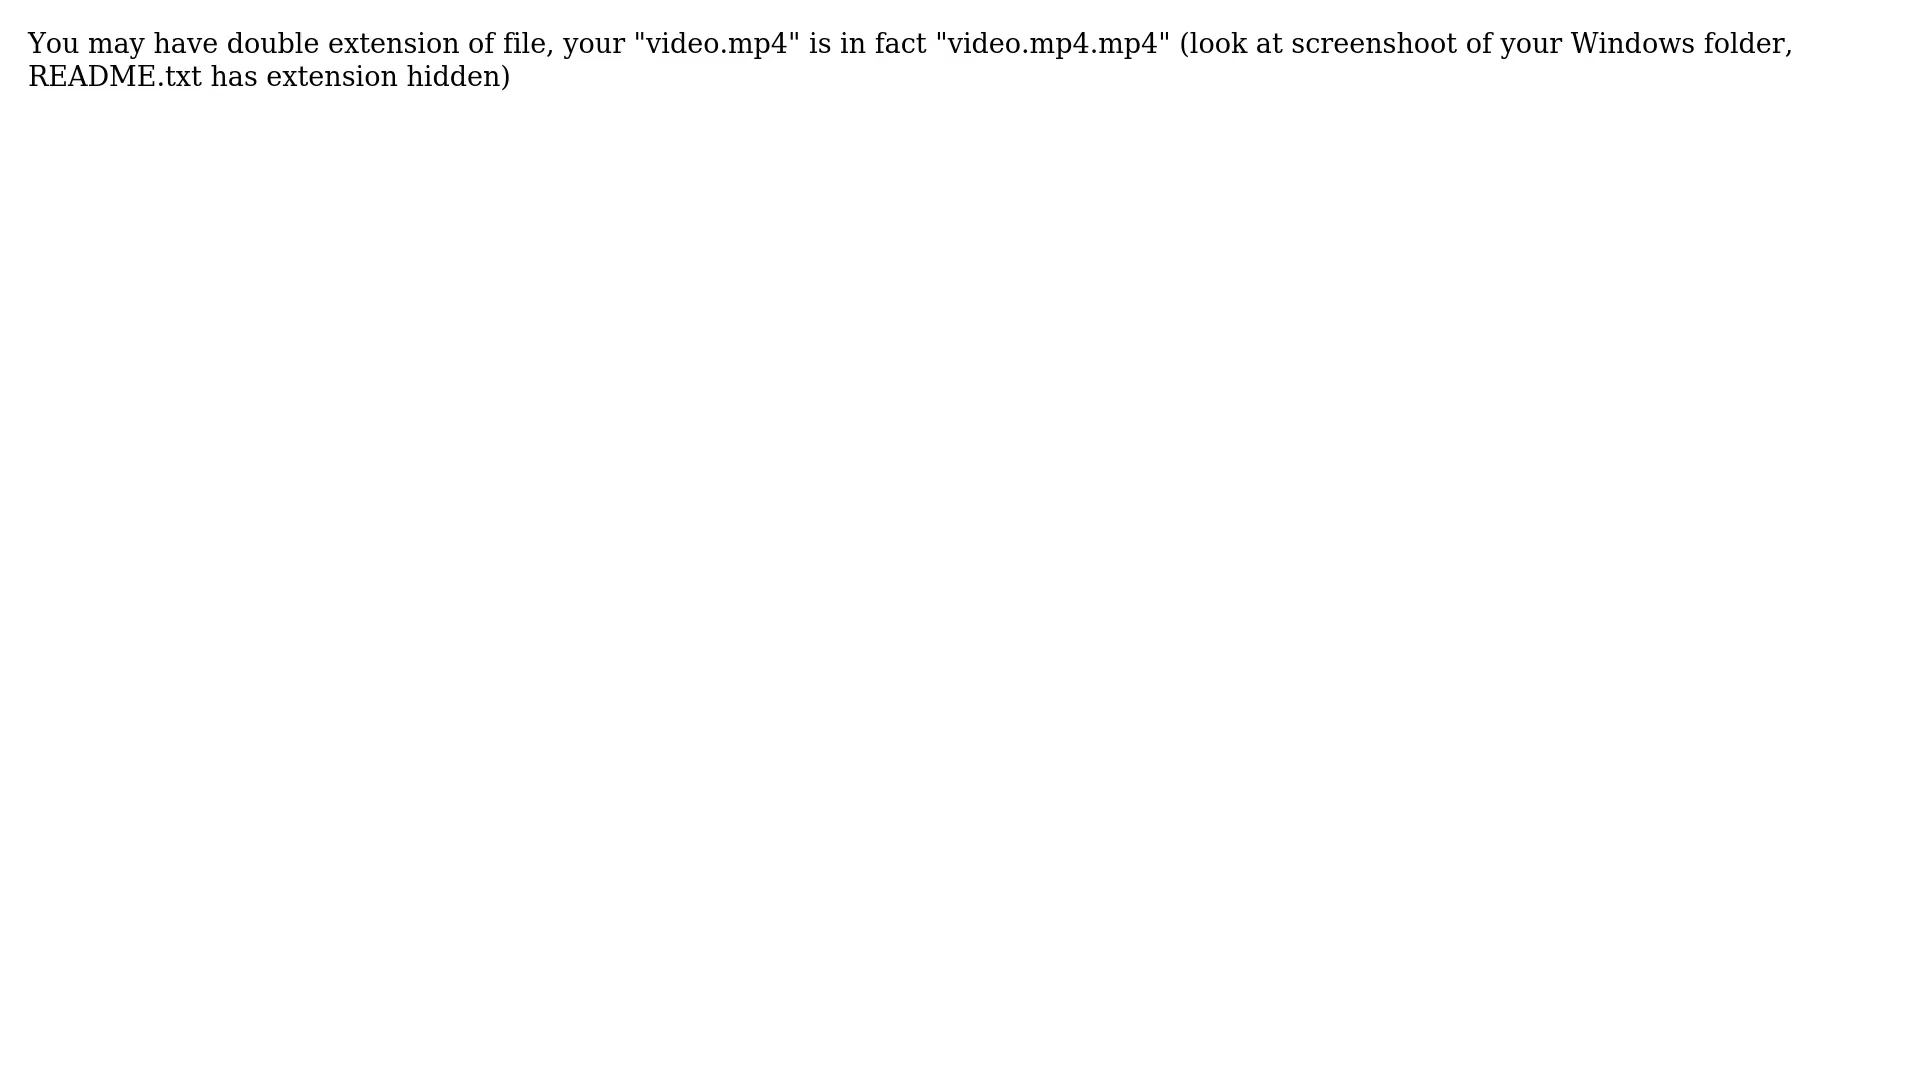 You may have double extension of file, your "video.mp4" is in fact "video.mp4.mp4" (look at screenshoot of your Windows folder,
README.txt has extension hidden)